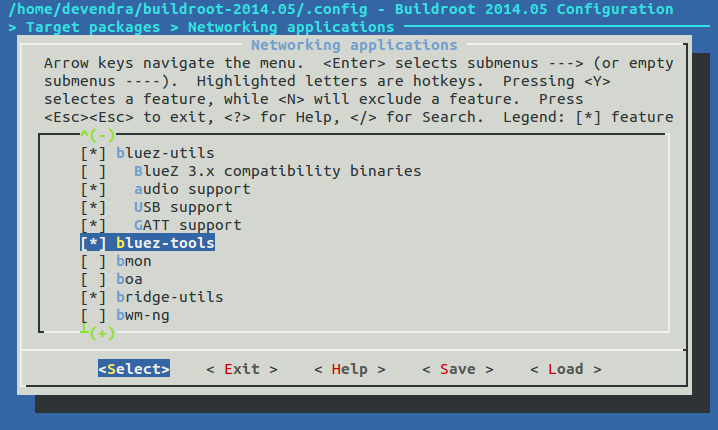 /home/devendra/buildroot-2014.05/.config - Buildroot 2014.05 Configuration
> Target packages > Networking applications
Networking applications
Arrow keys navigate the menu.  <Enter> selects submenus ---> (or empty
submenus ----).  Highlighted letters are hotkeys.  Pressing <Y>
selectes a feature, while <N> will exclude a feature.  Press
<Esc><Esc> to exit, <?> for Help, </> for Search.  Legend: [*] feature
^(-)
[*] bluez-utils
[ ]   BlueZ 3.x compatibility binaries
[*]   audio support
[*]   USB support
[*]   GATT support
[*] bluez-tools
[ ] bmon
[ ] boa
[*] bridge-utils
[ ] bwm-ng
┴(+)
<Select>    < Exit >    < Help >    < Save >    < Load >